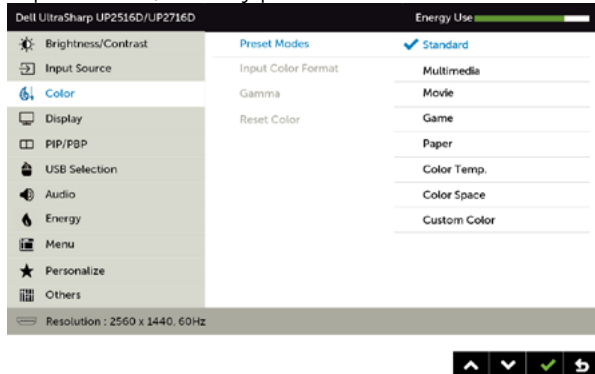 Dell UltraSharp UP2516D/UP2716D
Energy Use
Brightness/Contrast
Preset Modes
Standard
Input Source
Input Color Format
Multimedia
Color
Gamma
Movie
Display
Reset Color
Game
PIP/PBP
Paper
USB Selection
Color Temp.
Audio
Color Space
Energy
Custom Color
Menu
Personalize
Others
Resolution : 2560 x 1440, 60Hz